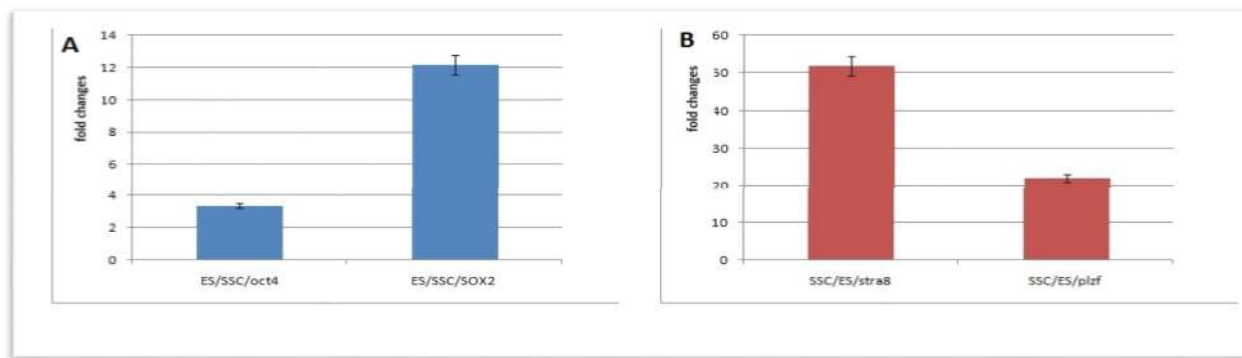 A
fold changes
14
12
10
8
6
4
2
0
ES/SSC/oct4
ES/SSC/SOX2
B
fold changes
60
50
40
30
20
10
0
SSC/ES/stra8
SSC/ES/plzf